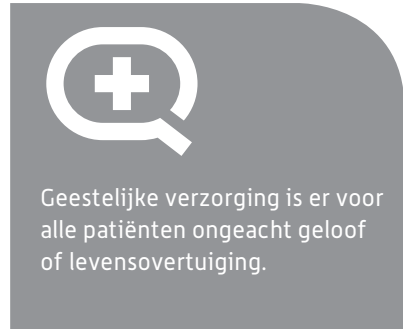 Geestelijke verzorging is er voor
alle patiënten ongeacht geloof
of levensovertuiging.